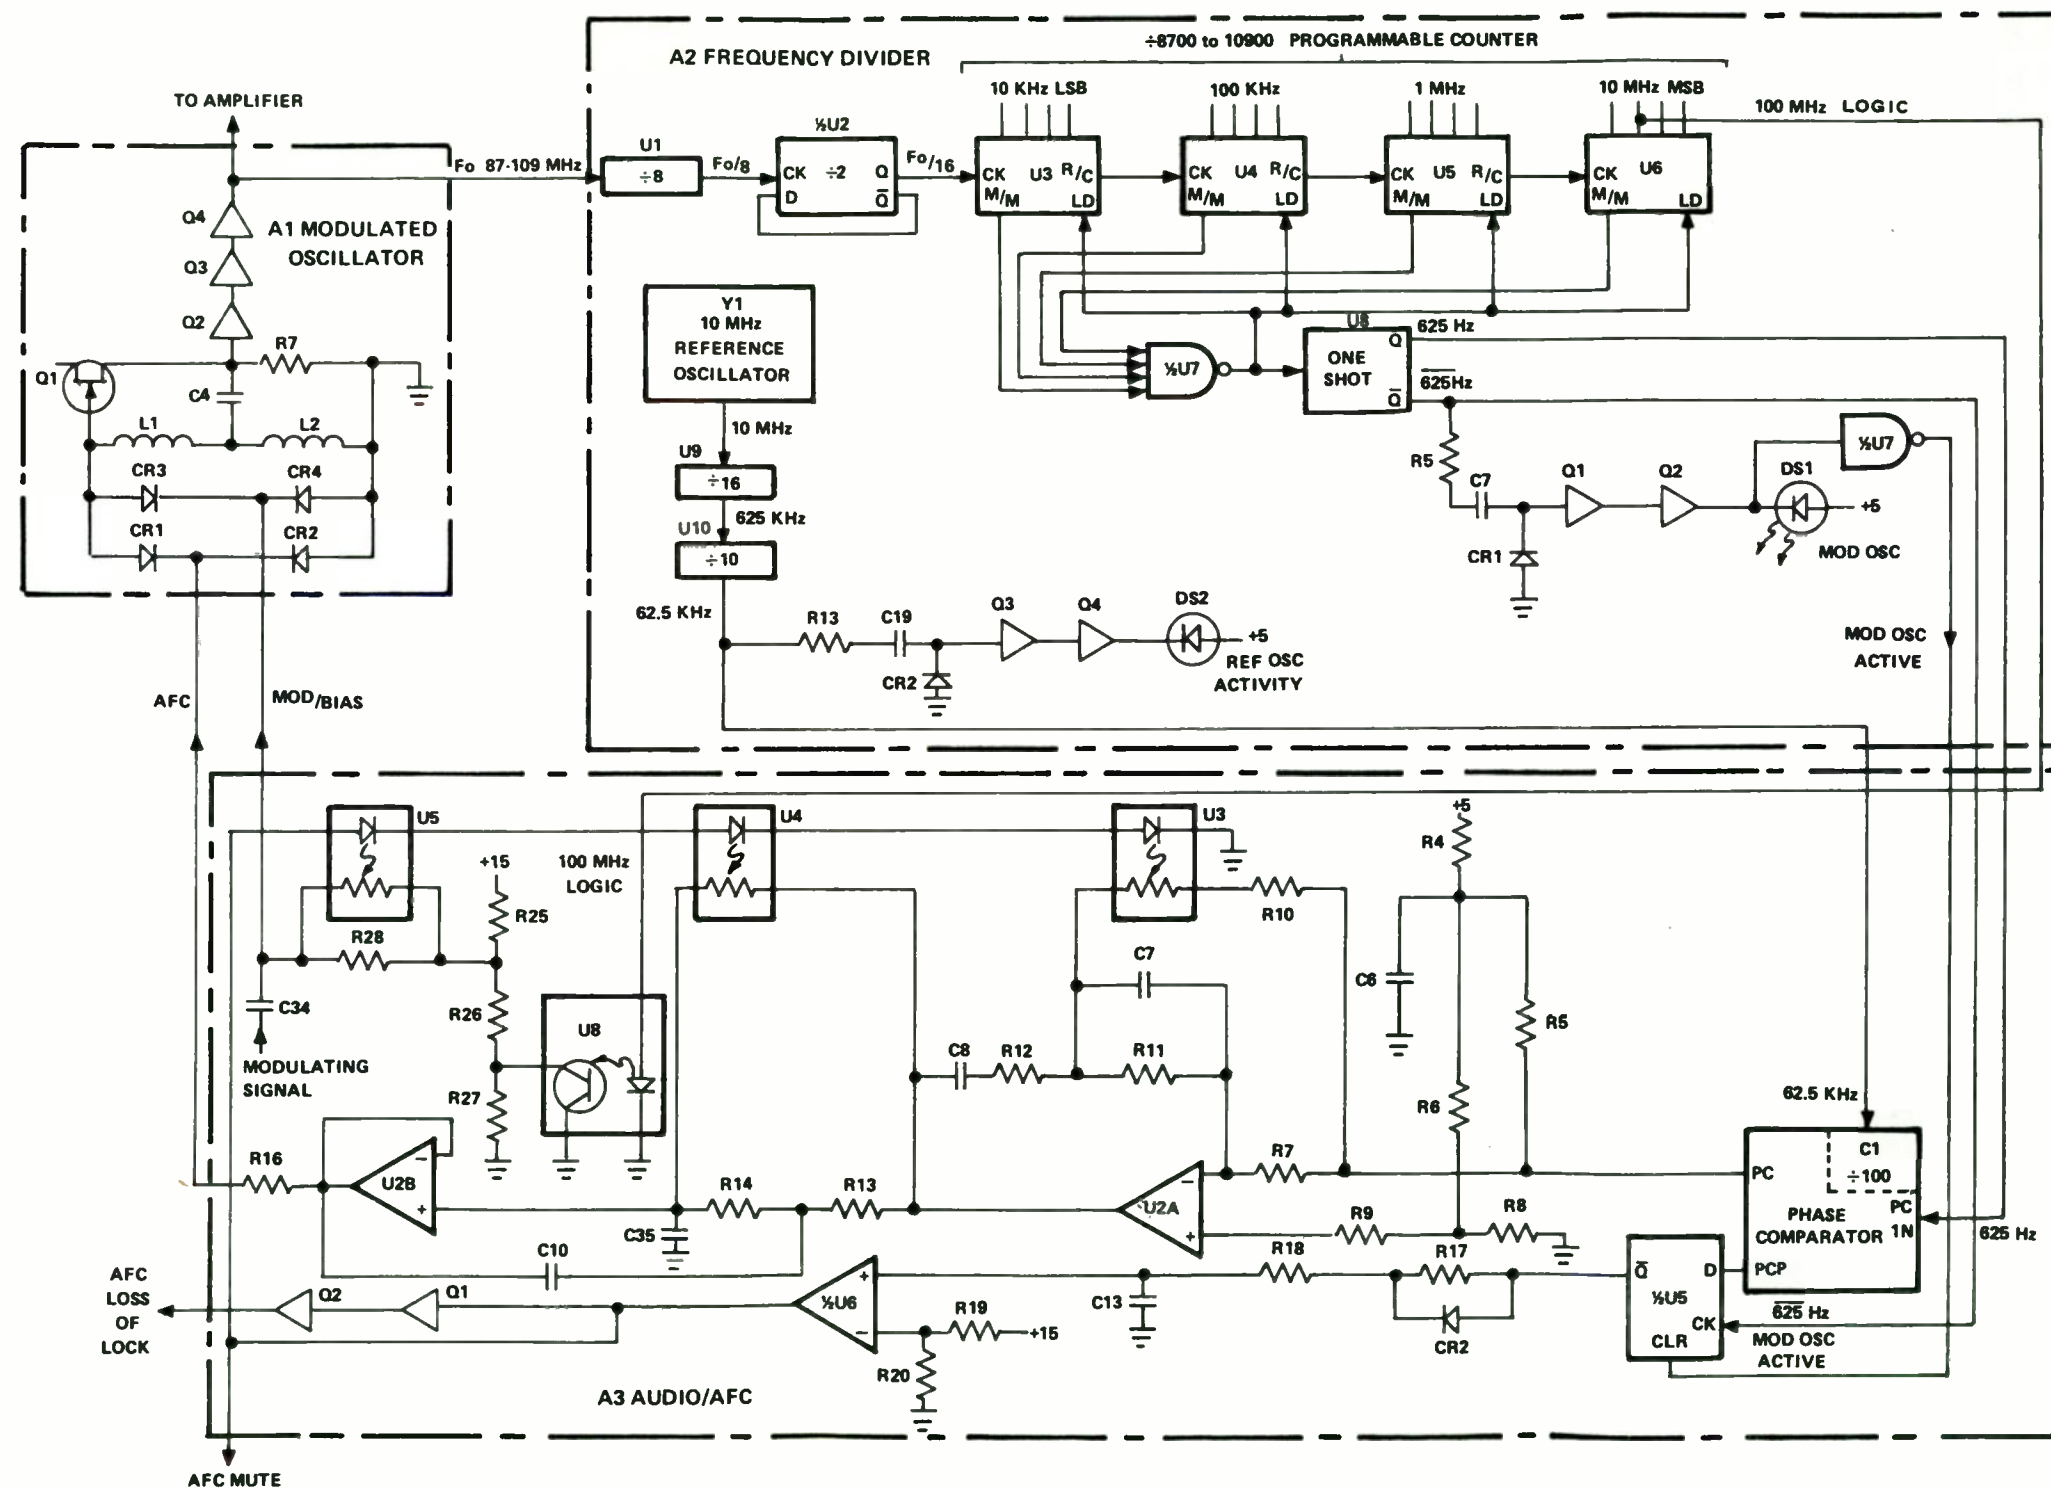 ÷8700 to 10900 PROGRAMMABLE COUNTER
A2 FREQUENCY DIVIDER
10 KHz LSB
100 KHz
1 MHz
10 MHz MSB
100 MHz LOGIC
TO AMPLIFIER
Fo 87-109 MHz
U1
÷8
Fo/8
½U2
CK
÷2
Q
D
Q̅
Fo/16
CK
U3
R/C
M/M
LD
CK
U4
R/C
M/M
LD
CK
U5
R/C
M/M
LD
CK
U6
M/M
LD
Q4
Q3
Q2
A1 MODULATED
OSCILLATOR
R7
Q1
C4
L1
L2
CR3
CR4
CR1
CR2
Y1
10 MHz
REFERENCE
OSCILLATOR
10 MHz
U9
÷16
625 KHz
U10
÷10
62.5 KHz
½U7
U8
ONE
SHOT
Q
Q̅
625 Hz
6̅2̅5̅Hz
R5
C7
CR1
Q1
Q2
½U7
DS1
+5
MOD OSC
MOD OSC
ACTIVE
R13
C19
CR2
Q3
Q4
DS2
+5
REF OSC
ACTIVITY
AFC
MOD/BIAS
U5
U4
U3
+5
R4
+15
100 MHz
LOGIC
R25
R10
R28
C7
C6
C34
R26
U8
R5
MODULATING
SIGNAL
R27
C8
R12
R11
R6
62.5 KHz
C1
÷100
PC
PHASE
COMPARATOR
PC
1N
PCP
625 Hz
R16
U2B
−
+
R14
R13
C35
U2A
−
+
R7
R9
R8
C10
R18
R17
CR2
C13
Q̅
D
½U5
CK
CLR
6̅2̅5̅ Hz
MOD OSC
ACTIVE
AFC
LOSS
OF
LOCK
Q2
Q1
½U6
+
−
R19
+15
R20
A3 AUDIO/AFC
AFC MUTE